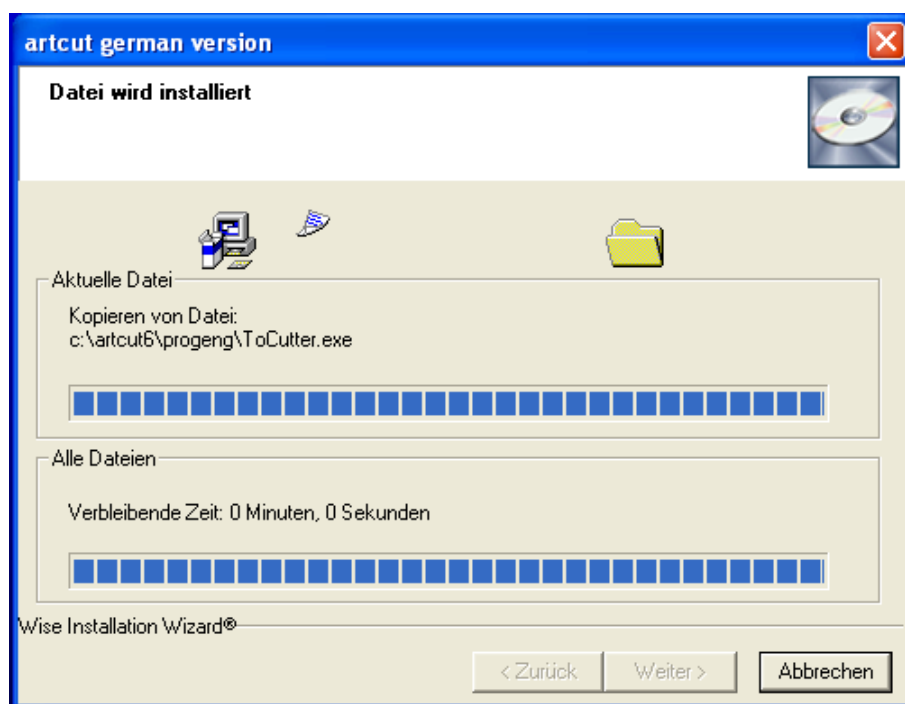 artcut german version
Datei wird installiert
Aktuelle Datei
Kopieren von Datei:
c:\artcut6\progeng\ToCutter.exe
Alle Dateien
Verbleibende Zeit: 0 Minuten, 0 Sekunden
Wise Installation Wizard®
< Zurück
Weiter >
Abbrechen